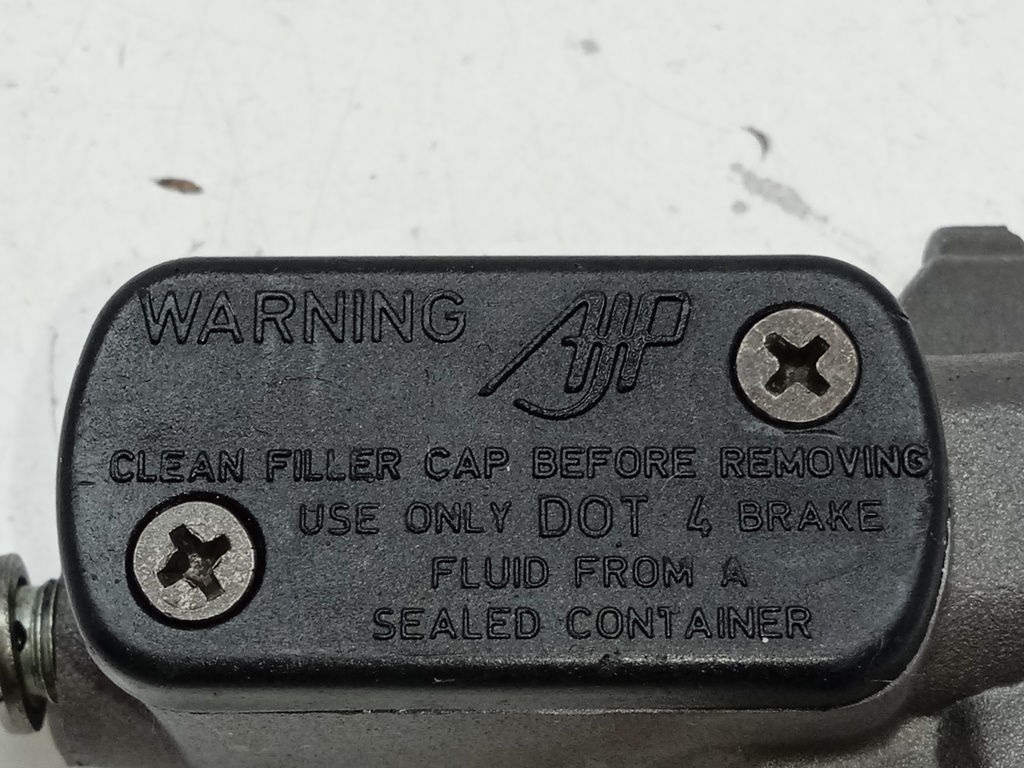 WARNING AJP
CLEAN FILLER CAP BEFORE REMOVING
USE ONLY DOT 4 BRAKE
FLUID FROM A
SEALED CONTAINER